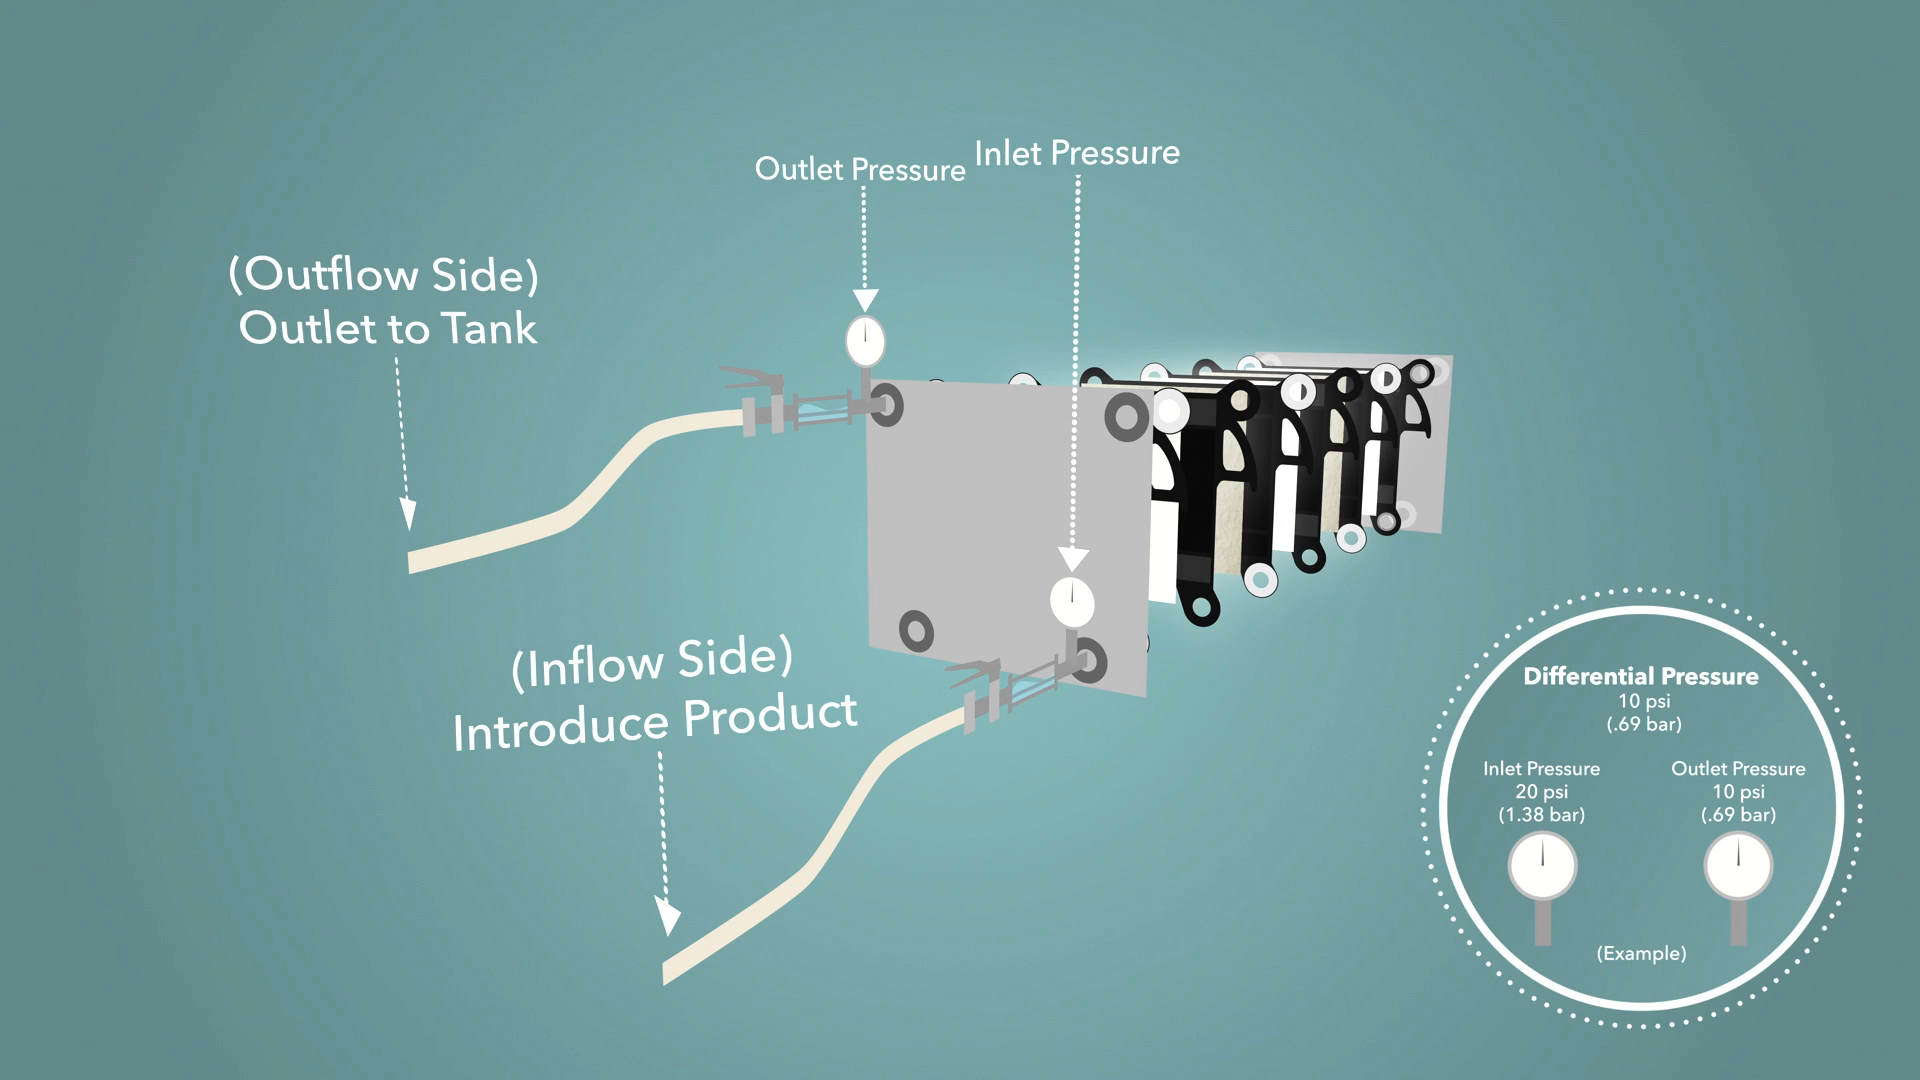 Outlet Pressure
Inlet Pressure
(Outflow Side)
Outlet to Tank
(Inflow Side)
Introduce Product
Differential Pressure
10 psi
(.69 bar)
Inlet Pressure
20 psi
(1.38 bar)
Outlet Pressure
10 psi
(.69 bar)
(Example)